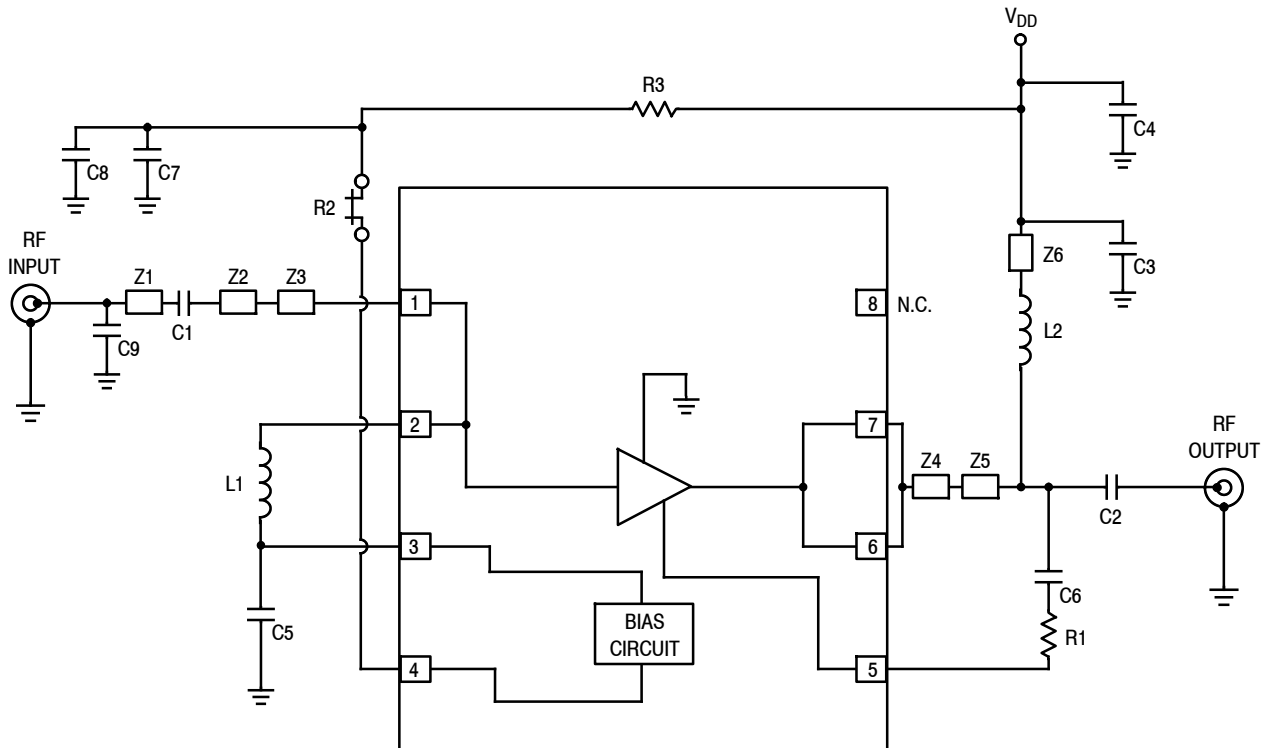 VDD
R3
C4
C8
C7
R2
RF
INPUT
Z1
Z2
Z3
Z6
C3
1
8
N.C.
C1
C9
L2
2
7
RF
OUTPUT
L1
Z4
Z5
C2
3
6
C6
C5
BIAS
CIRCUIT
R1
4
5